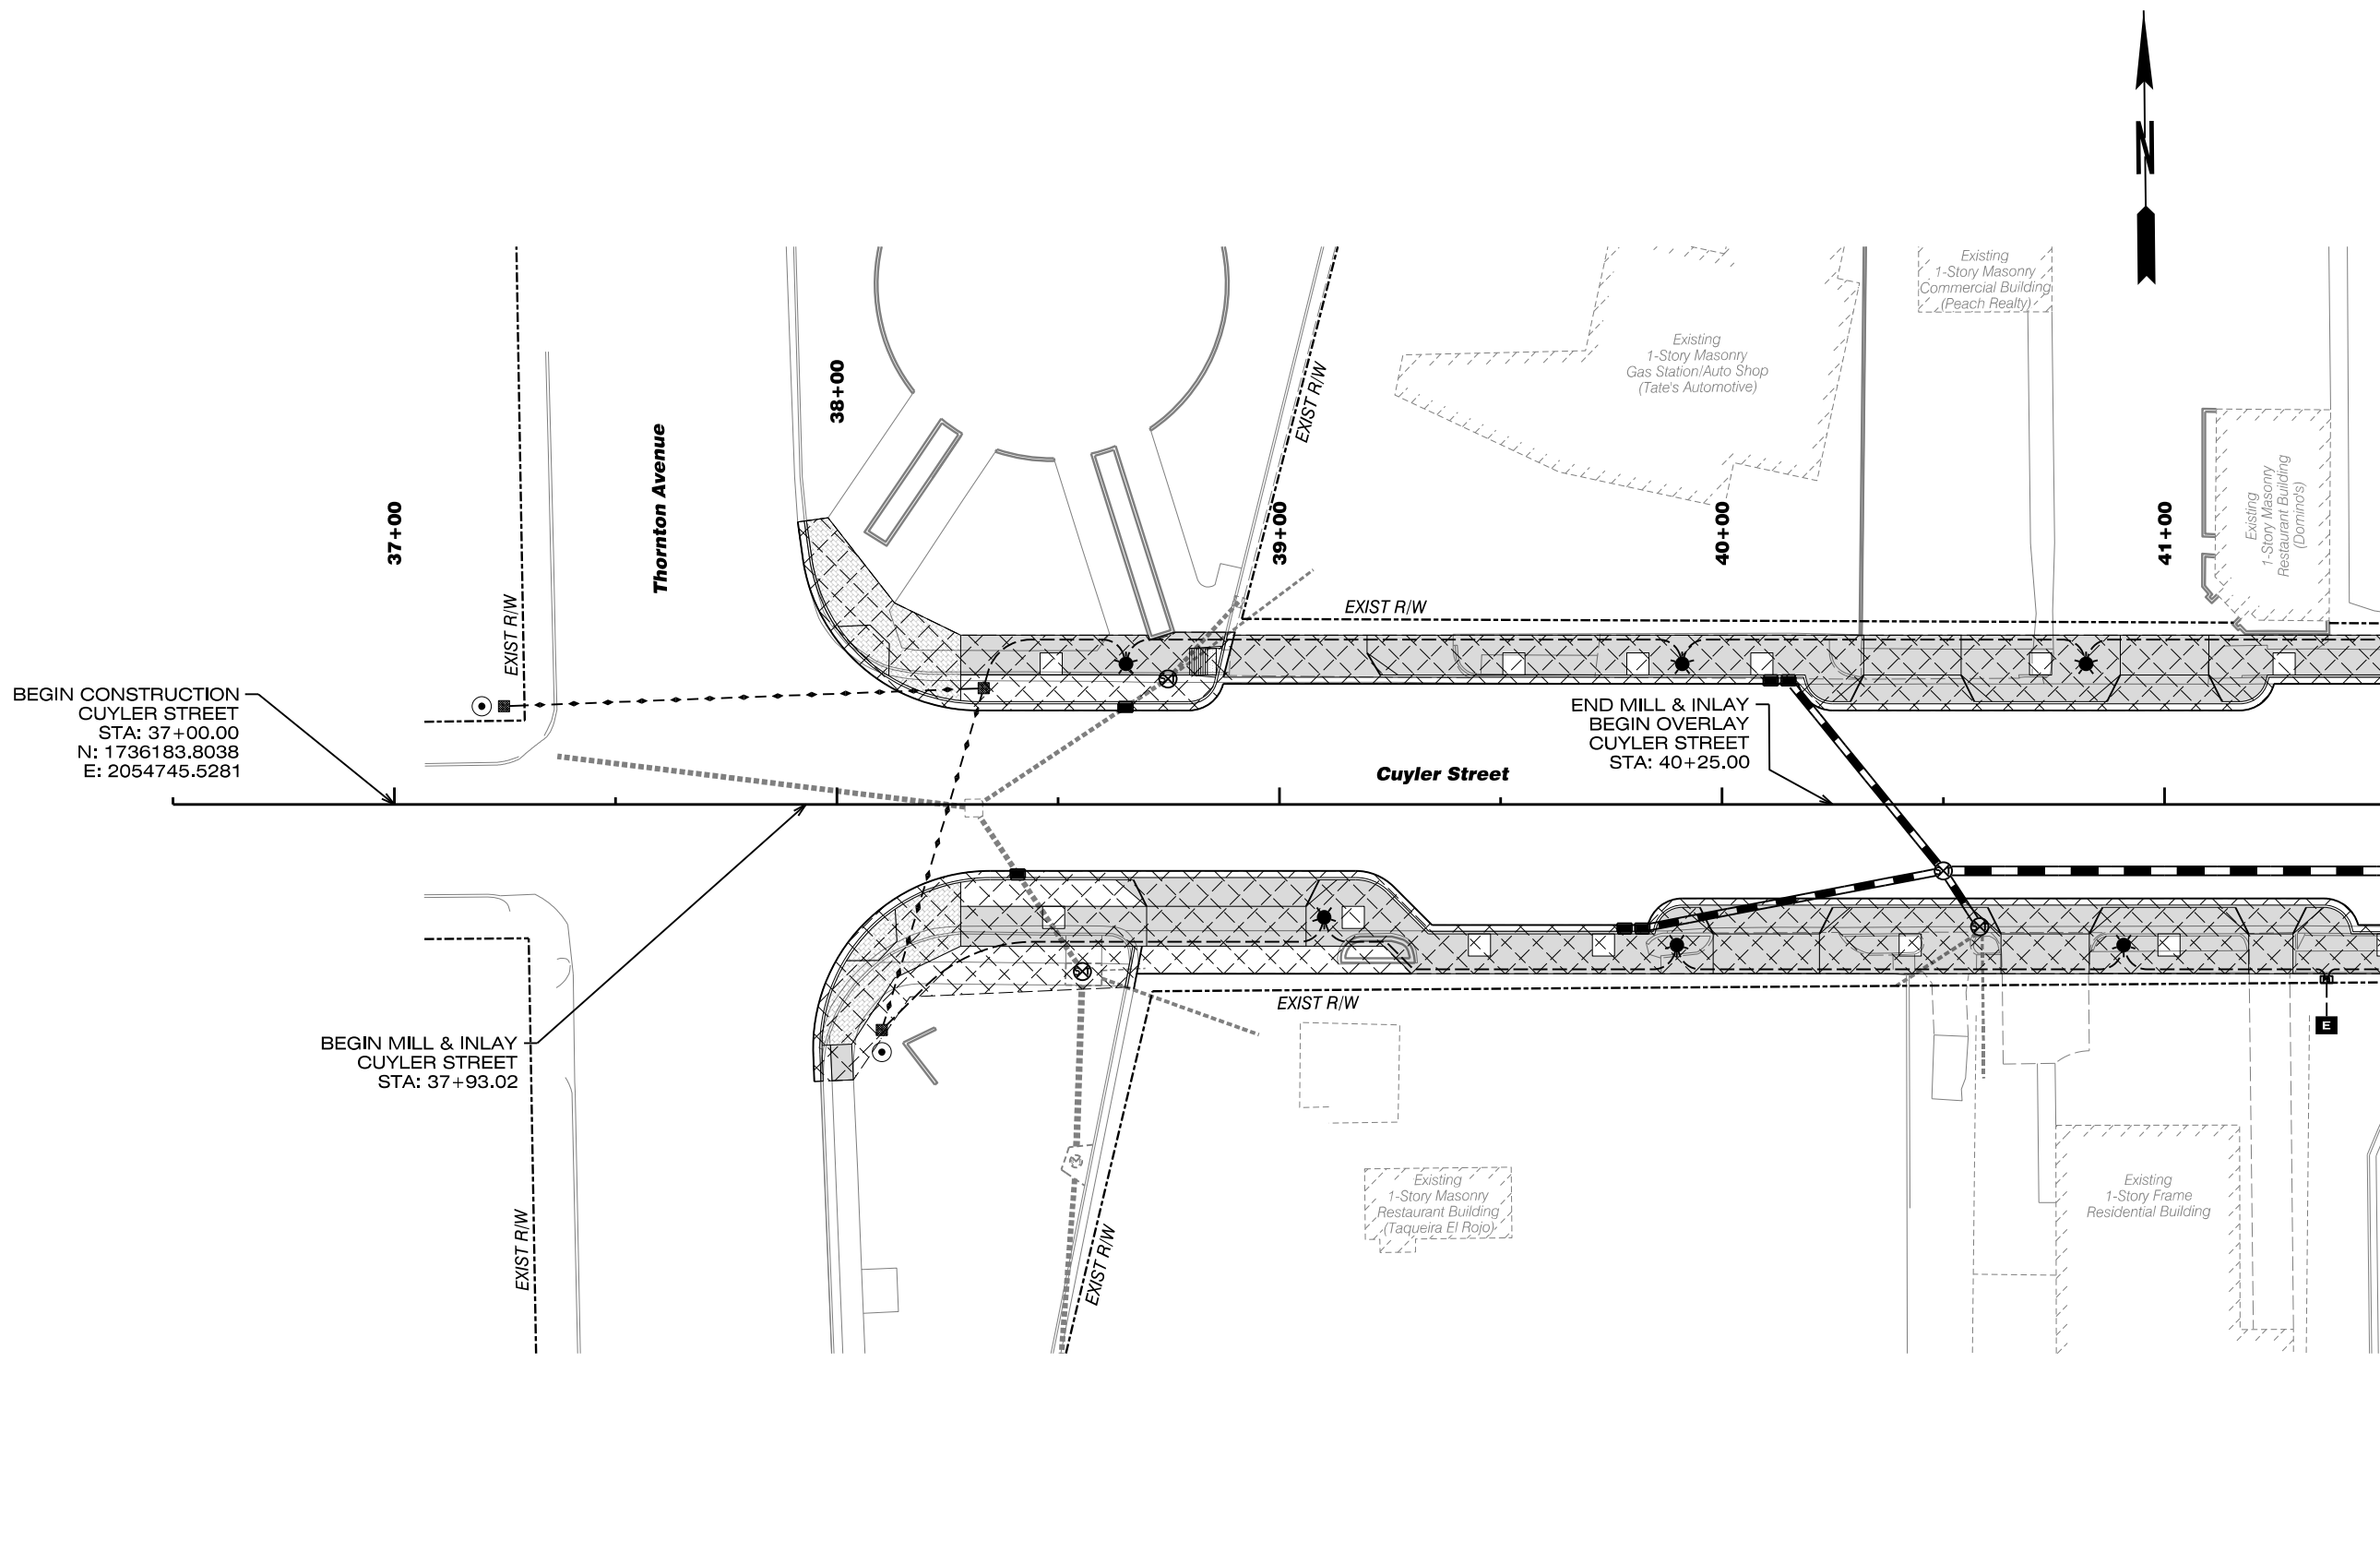 N
Existing
1-Story Masonry
Commercial Building
(Peach Realty)
Existing
1-Story Masonry
Gas Station/Auto Shop
(Tate's Automotive)
38+00
EXIST R/W
Thornton Avenue
37+00
39+00
40+00
41+00
Existing
1-Story Masonry
Restaurant Building
(Domino's)
EXIST R/W
EXIST R/W
BEGIN CONSTRUCTION
CUYLER STREET
STA: 37+00.00
N: 1736183.8038
E: 2054745.5281
END MILL & INLAY
BEGIN OVERLAY
CUYLER STREET
STA: 40+25.00
Cuyler Street
EXIST R/W
E
BEGIN MILL & INLAY
CUYLER STREET
STA: 37+93.02
Existing
1-Story Masonry
Restaurant Building
(Taqueira El Rojo)
Existing
1-Story Frame
Residential Building
EXIST R/W
EXIST R/W